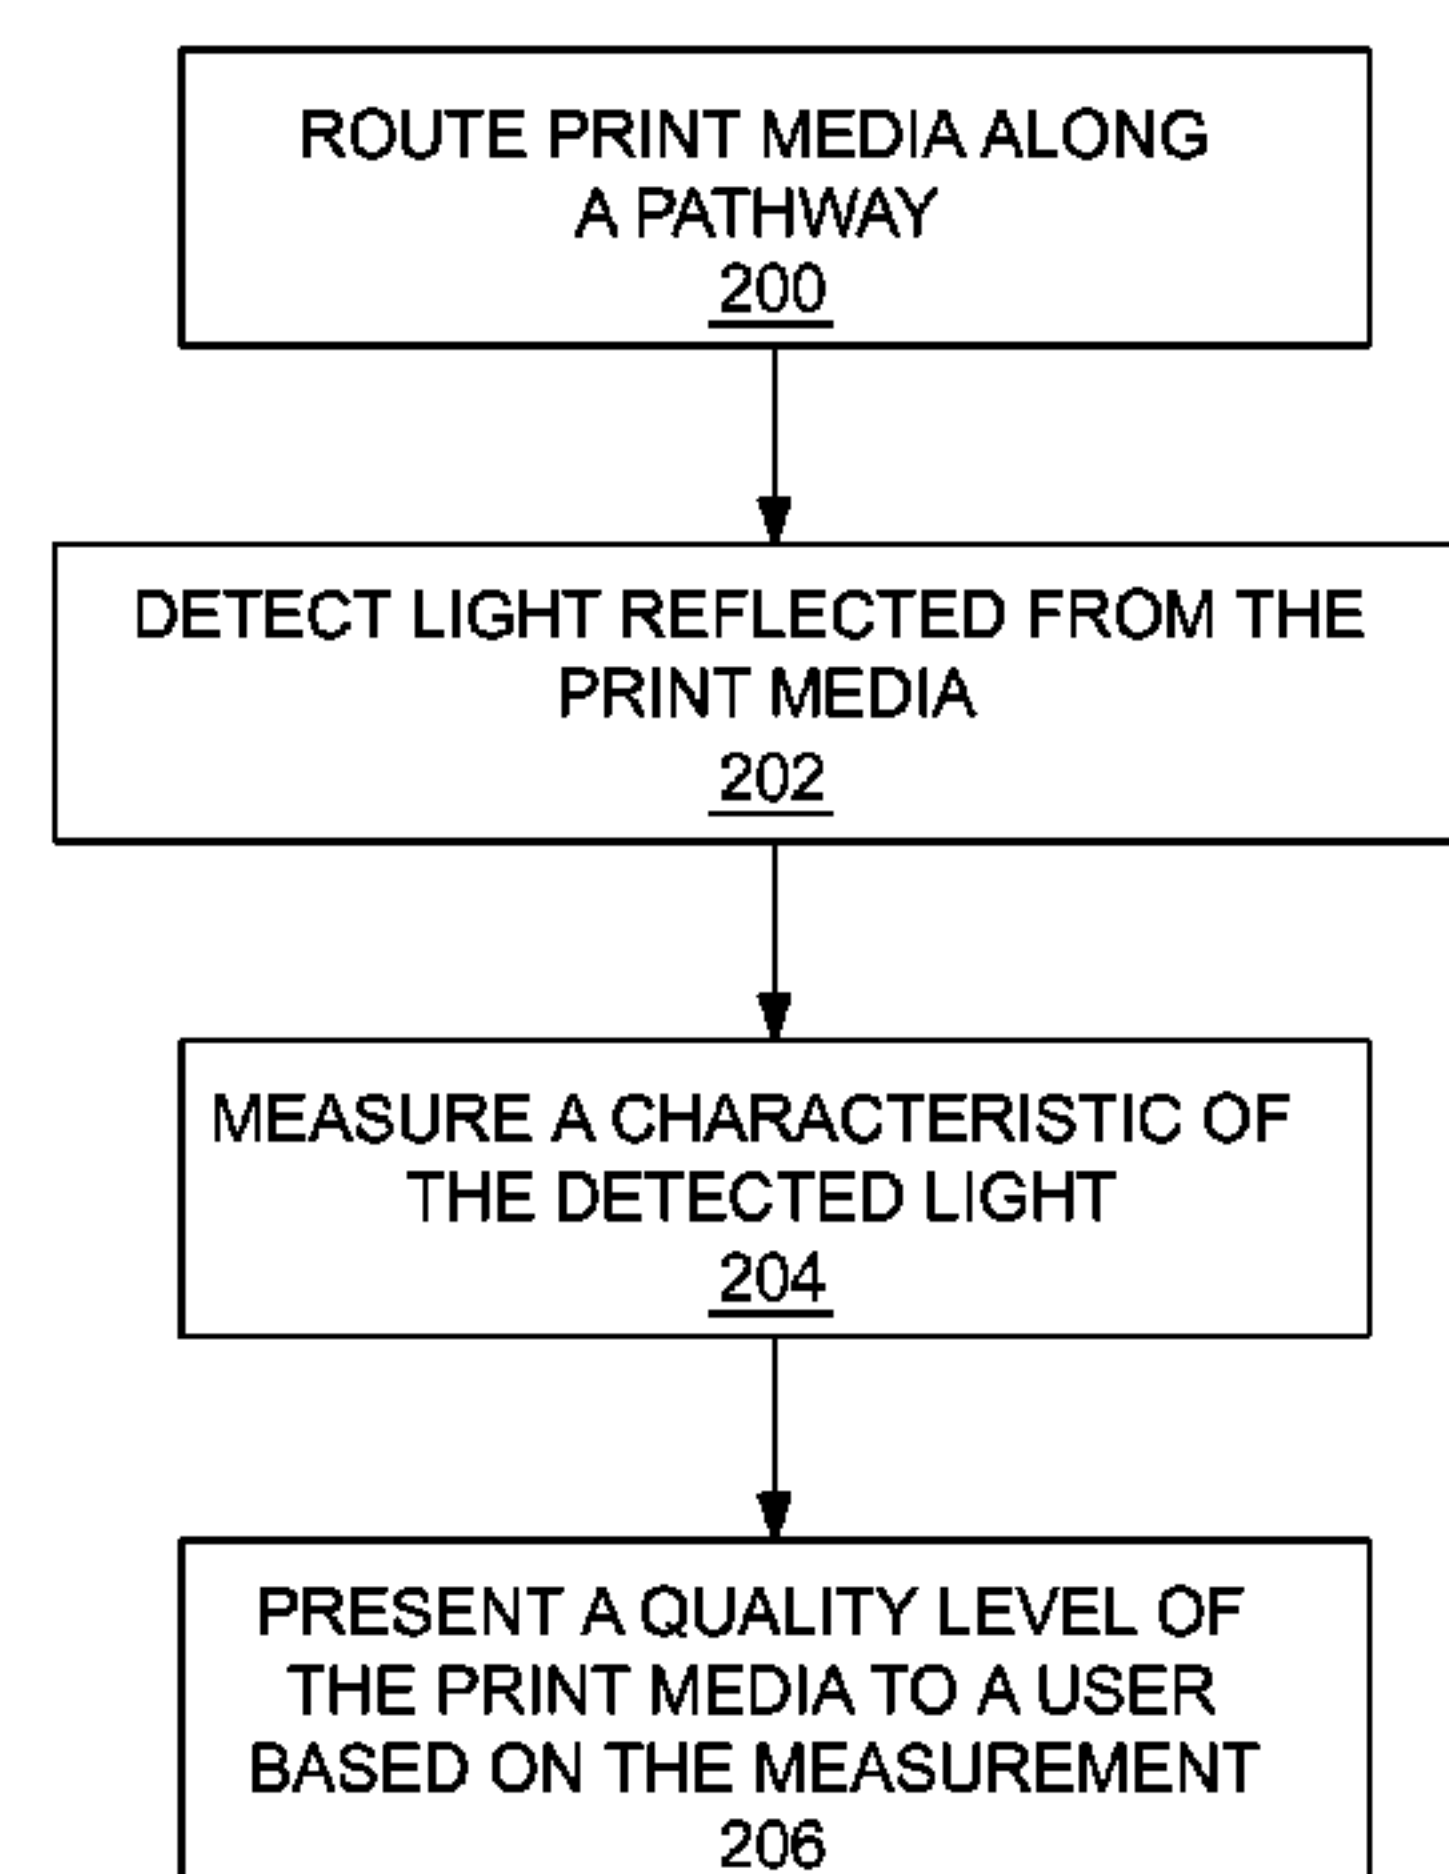 ROUTE PRINT MEDIA ALONG
A PATHWAY
200
DETECT LIGHT REFLECTED FROM THE
PRINT MEDIA
202
MEASURE A CHARACTERISTIC OF
THE DETECTED LIGHT
204
PRESENT A QUALITY LEVEL OF
THE PRINT MEDIA TO A USER
BASED ON THE MEASUREMENT
206